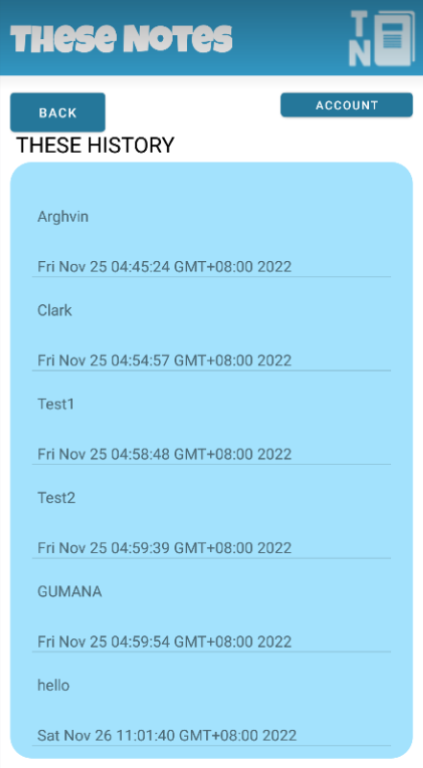 THESE NOTES
T
N
BACK
ACCOUNT
THESE HISTORY
Arghvin
Fri Nov 25 04:45:24 GMT+08:00 2022
Clark
Fri Nov 25 04:54:57 GMT+08:00 2022
Test1
Fri Nov 25 04:58:48 GMT+08:00 2022
Test2
Fri Nov 25 04:59:39 GMT+08:00 2022
GUMANA
Fri Nov 25 04:59:54 GMT+08:00 2022
hello
Sat Nov 26 11:01:40 GMT+08:00 2022